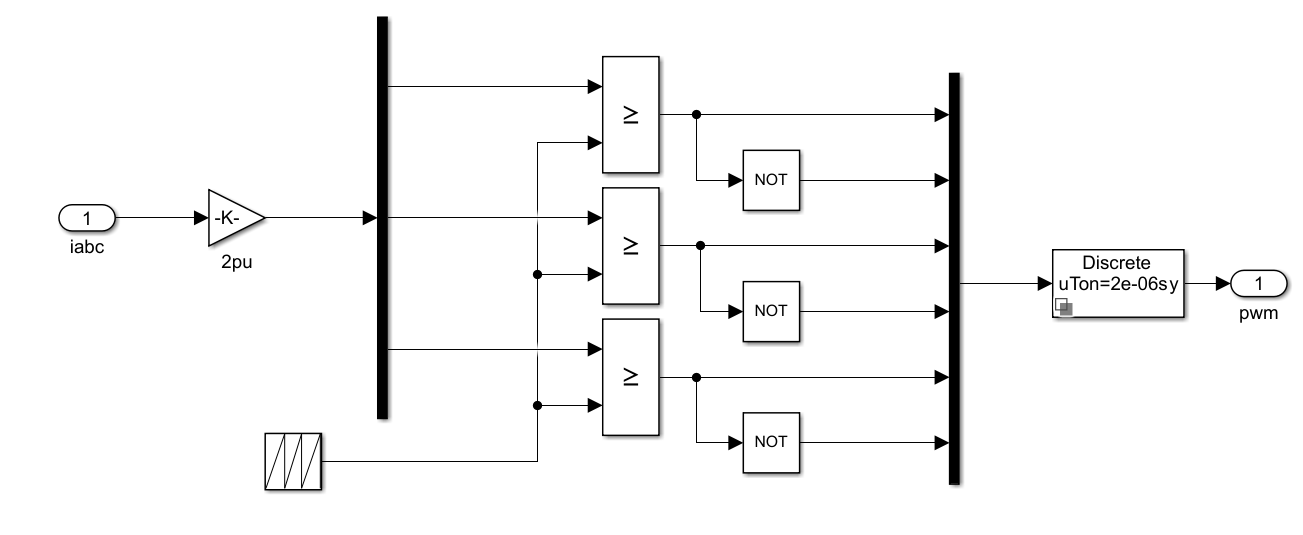 1
iabc
-K-
2pu
≥
NOT
≥
NOT
≥
NOT
Discrete
uTon=2e-06sy
1
pwm